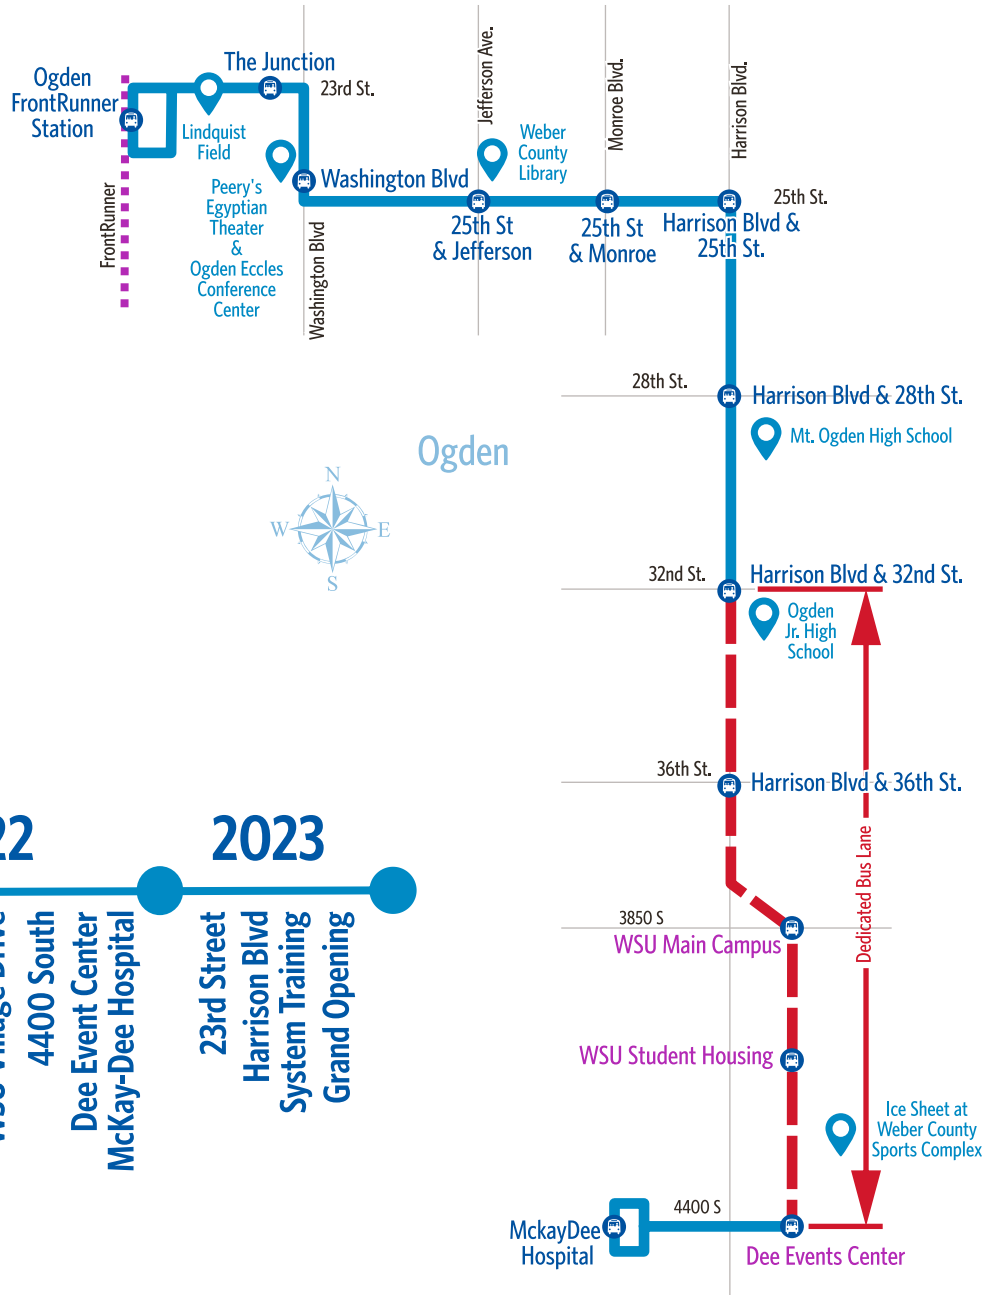 Ogden
FrontRunner
Station
The Junction
23rd St.
Lindquist
Field
Peery's
Egyptian
Theater
&
Ogden Eccles
Conference
Center
FrontRunner
Washington Blvd
Washington Blvd
Jefferson Ave.
Weber
County
Library
Monroe Blvd.
Harrison Blvd.
25th St.
25th St
& Jefferson
25th St
& Monroe
Harrison Blvd &
25th St.
28th St.
Harrison Blvd & 28th St.
Mt. Ogden High School
Ogden
N
W
E
S
32nd St.
Harrison Blvd & 32nd St.
Ogden
Jr. High
School
36th St.
Harrison Blvd & 36th St.
Dedicated Bus Lane
3850 S
WSU Main Campus
WSU Student Housing
Ice Sheet at
Weber County
Sports Complex
4400 S
MckayDee
Hospital
Dee Events Center
22
2023
Village Drive
4400 South
Dee Event Center
McKay-Dee Hospital
23rd Street
Harrison Blvd
System Training
Grand Opening